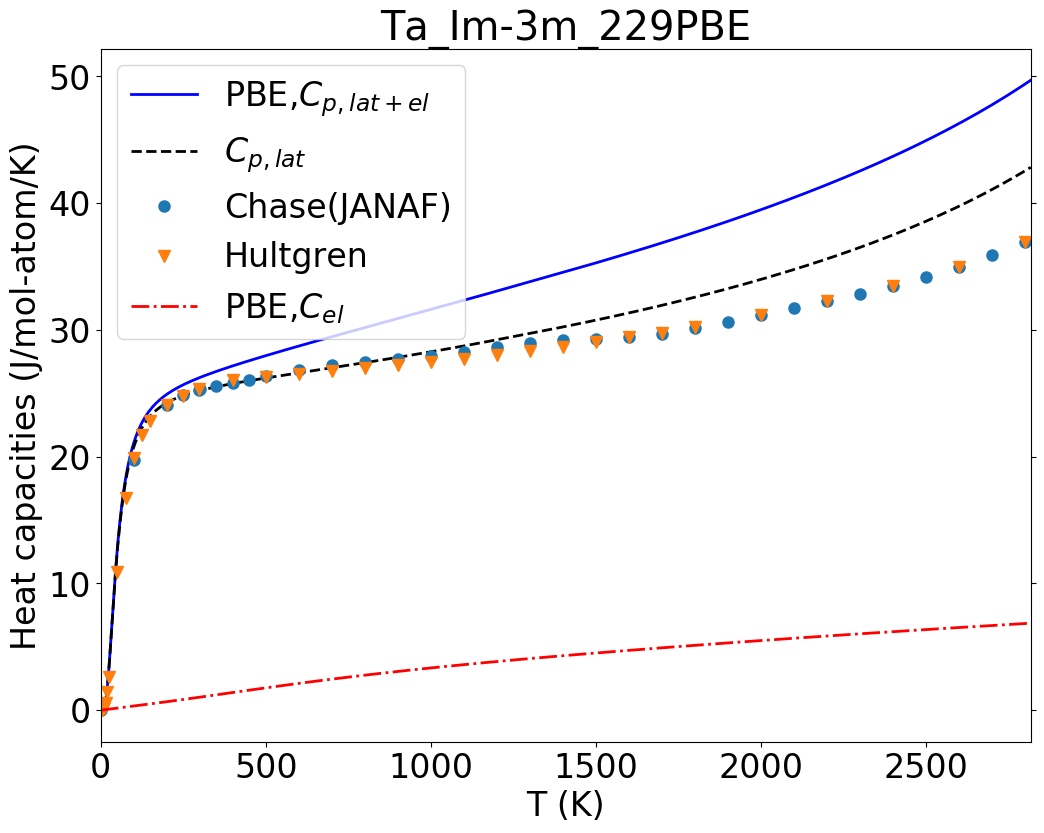 Ta_Im-3m_229PBE
Heat capacities (J/mol-atom/K)
50
40
30
20
10
0
PBE,C_{p, lat+el}
C_{p, lat}
Chase(JANAF)
Hultgren
PBE,C_{el}
0 500 1000 1500 2000 2500
T (K)